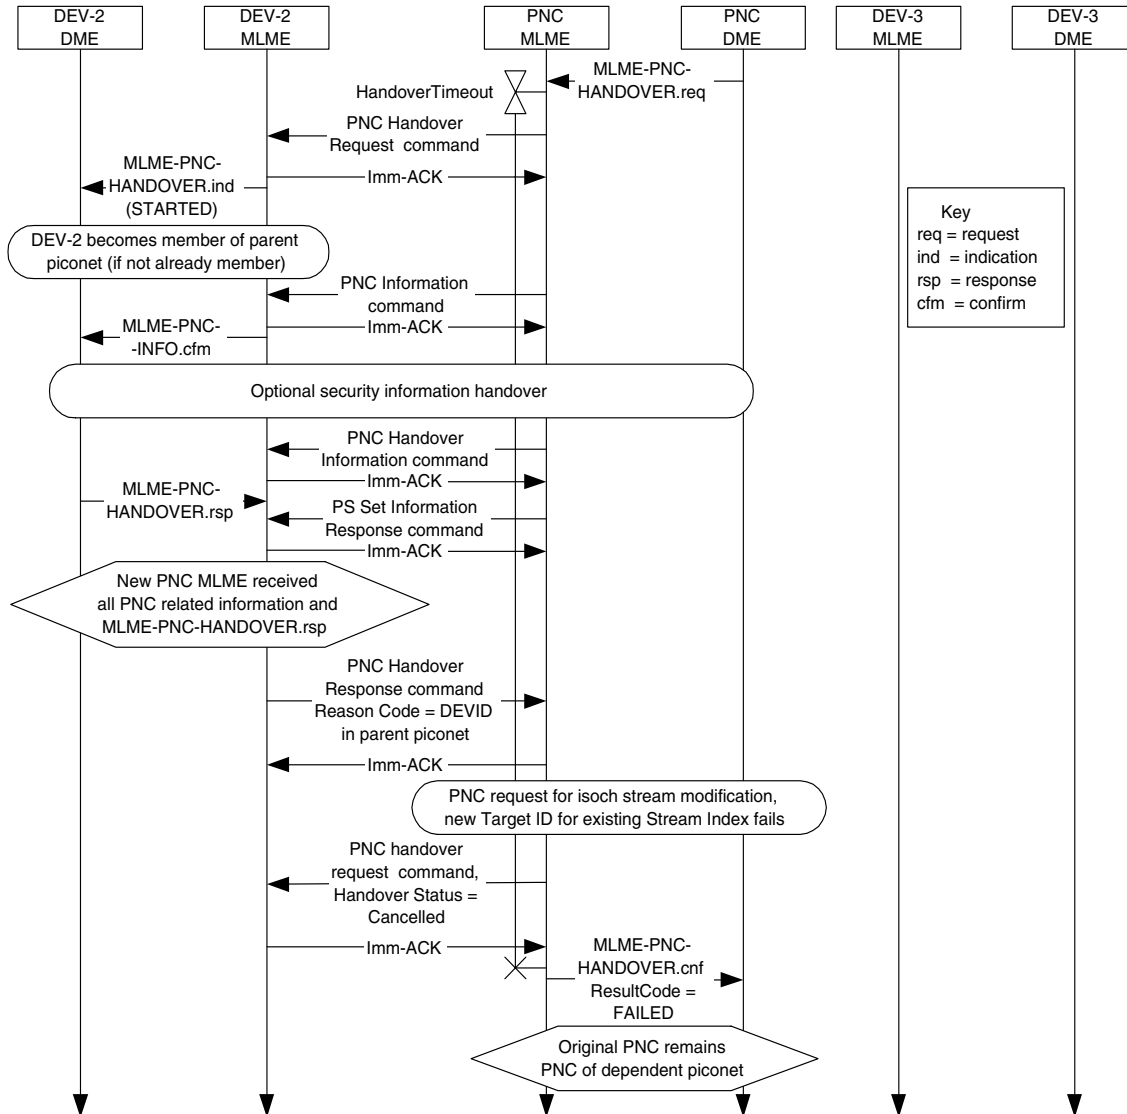 DEV-2
DME
DEV-2
MLME
PNC
MLME
PNC
DME
DEV-3
MLME
DEV-3
DME
MLME-PNC-
HANDOVER.req
HandoverTimeout
PNC Handover
Request command
MLME-PNC-
HANDOVER.ind
(STARTED)
Imm-ACK
Key
req = request
ind = indication
rsp = response
cfm = confirm
DEV-2 becomes member of parent
piconet (if not already member)
PNC Information
command
Imm-ACK
MLME-PNC-
-INFO.cfm
Optional security information handover
PNC Handover
Information command
Imm-ACK
MLME-PNC-
HANDOVER.rsp
PS Set Information
Response command
Imm-ACK
New PNC MLME received
all PNC related information and
MLME-PNC-HANDOVER.rsp
PNC Handover
Response command
Reason Code = DEVID
in parent piconet
Imm-ACK
PNC request for isoch stream modification,
new Target ID for existing Stream Index fails
PNC handover
request command,
Handover Status =
Cancelled
Imm-ACK
MLME-PNC-
HANDOVER.cnf
ResultCode =
FAILED
Original PNC remains
PNC of dependent piconet